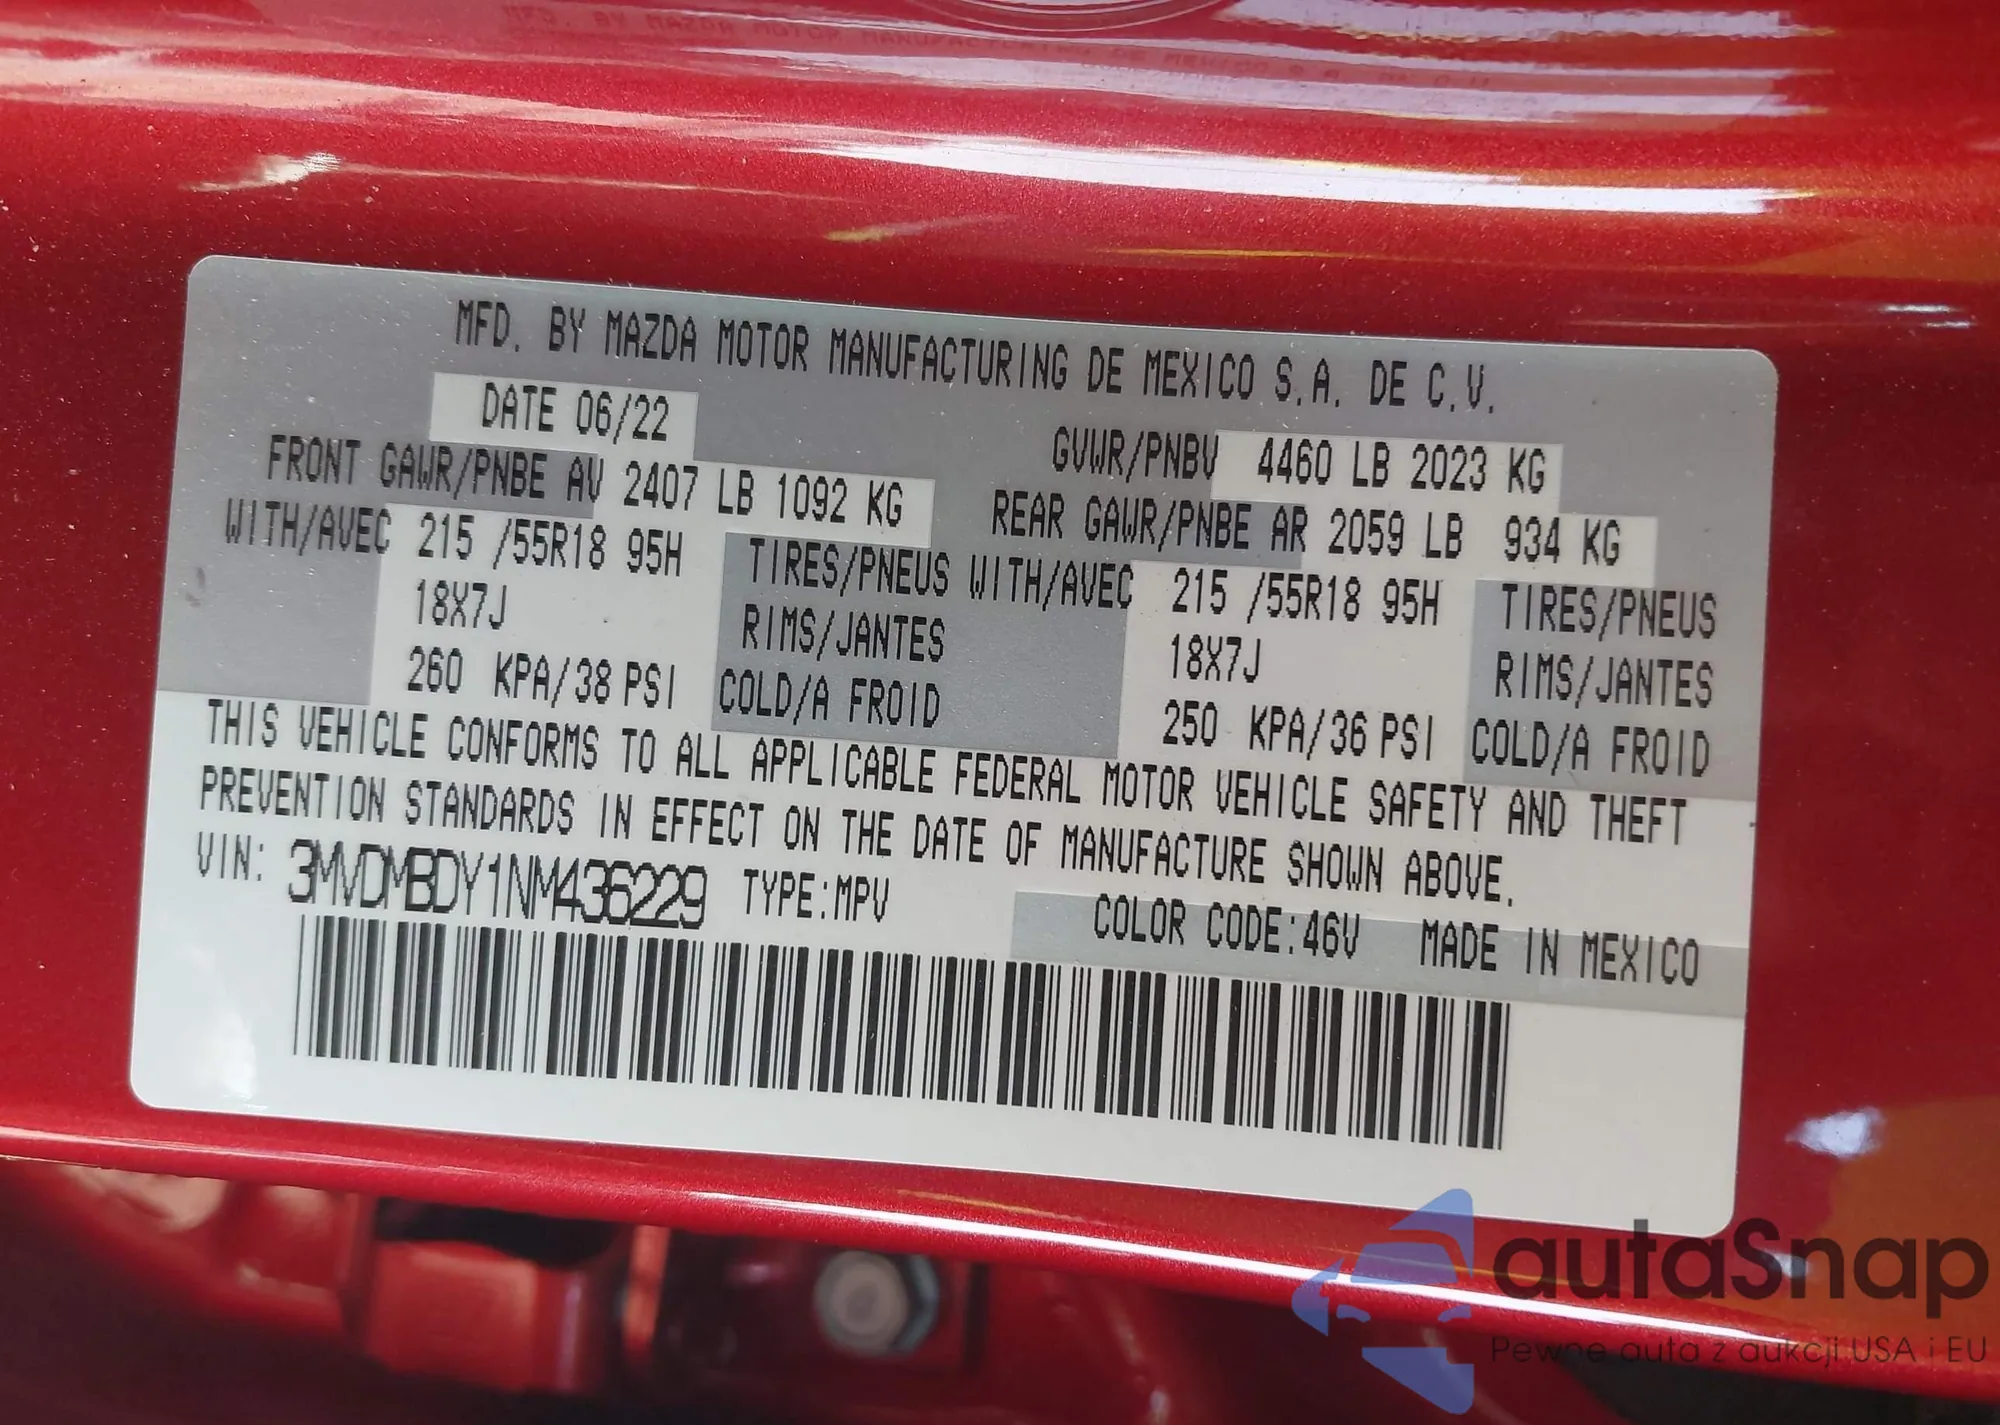 MFD. BY MAZDA MOTOR MANUFACTURING DE MEXICO S.A. DE C.V.
DATE 06/22 GVWR/PNBV 4460 LB 2023 KG
FRONT GAWR/PNBE AV 2407 LB 1092 KG REAR GAWR/PNBE AR 2059 LB 934 KG
WITH/AVEC 215 /55R18 95H TIRES/PNEUS WITH/AVEC 215 /55R18 95H TIRES/PNEUS
18X7J RIMS/JANTES 18X7J RIMS/JANTES
260 KPA/38 PSI COLD/A FROID 250 KPA/36 PSI COLD/A FROID
THIS VEHICLE CONFORMS TO ALL APPLICABLE FEDERAL MOTOR VEHICLE SAFETY AND THEFT
PREVENTION STANDARDS IN EFFECT ON THE DATE OF MANUFACTURE SHOWN ABOVE.
VIN: 3MVDMBDY1NM436229 TYPE:MPV
COLOR CODE:46V MADE IN MEXICO
autaSnap
Pewne auta z aukcji USA i EU